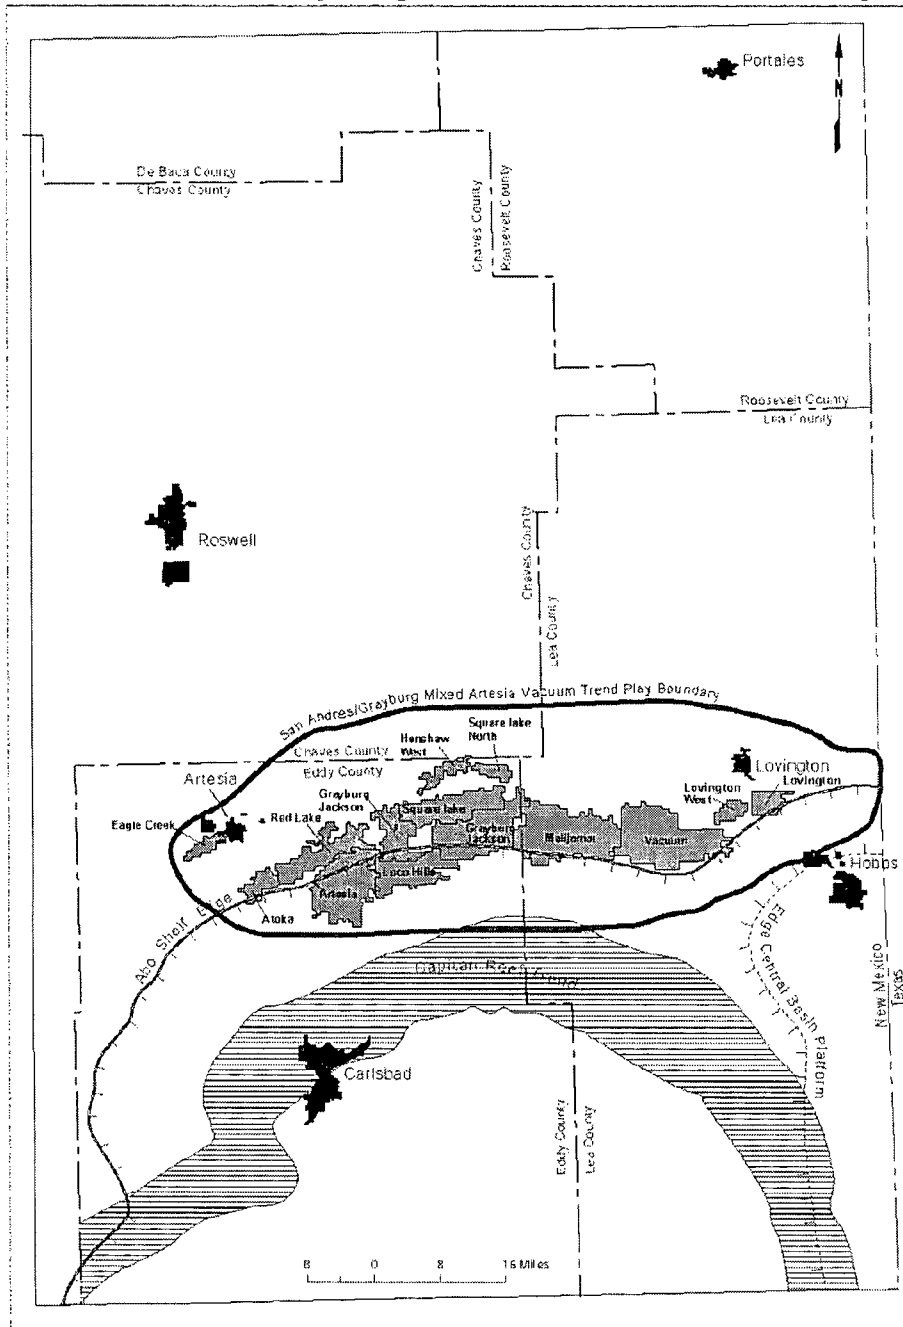 Portales
N
De Baca County
Chaves County
Chaves County
Roosevelt County
Roosevelt County
Lea County
Roswell
Chaves County
Lea County
San Andres/Grayburg Mixed Artesia Vacuum Trend Play Boundary
Square lake
North
Henshaw
West
Chaves County
Eddy County
Artesia
Lovington
Lovington
Lovington
West
Grayburg
Jackson
Square lake
Red Lake
Eagle Creek
Grayburg
Jackson
Maljamar
Vacuum
Loco Hills
Artesia
Atoka
Hobbs
Abo Shelf Edge
Capitan Reef Trend
Edge Central Basin Platform
New Mexico
Texas
Carlsbad
Eddy County
Lea County
8 0 8 16 Miles